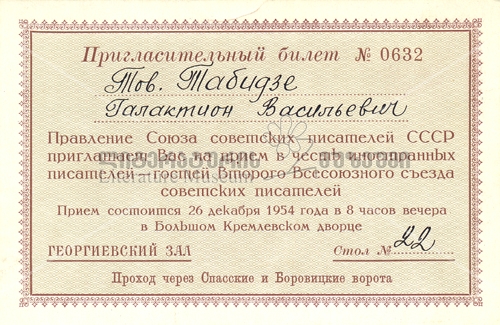 Пригласительный билет № 0632
Тов. Табидзе
Галактион Васильевич
Правление Союза советских писателей СССР
приглашает Вас на прием в честь иностранных
писателей — гостей Второго Всесоюзного съезда
Literature Museum
советских писателей
Прием состоится 26 декабря 1954 года в 8 часов вечера
в Большом Кремлевском дворце
ГЕОРГИЕВСКИЙ ЗАЛ Стол № 22
Проход через Спасские и Боровицкие ворота